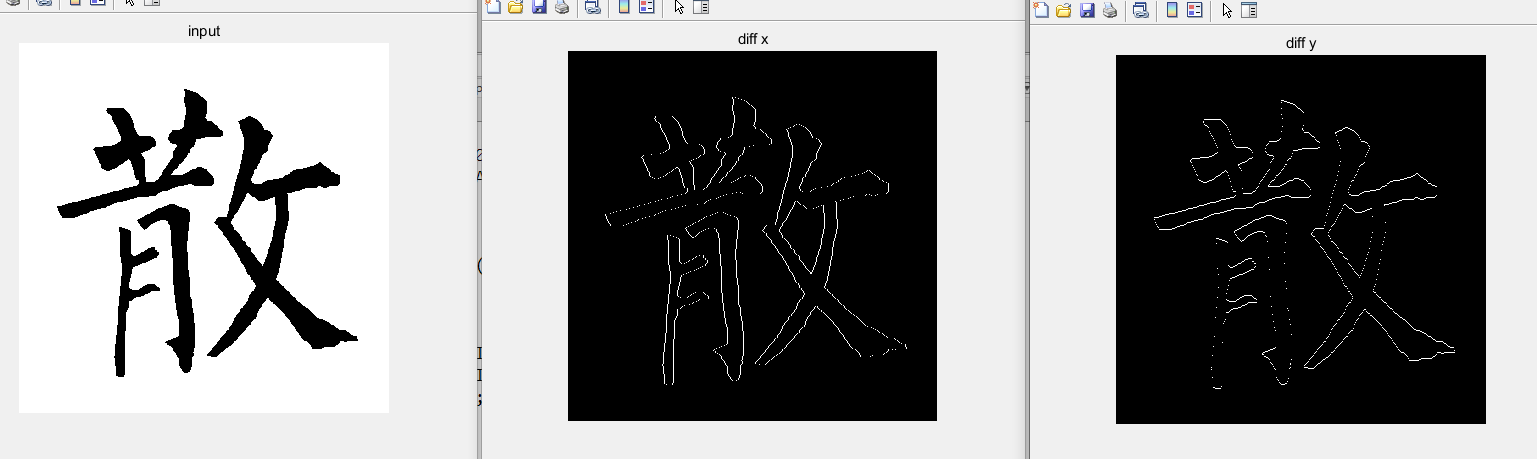 input
散
diff x
散
diff y
散